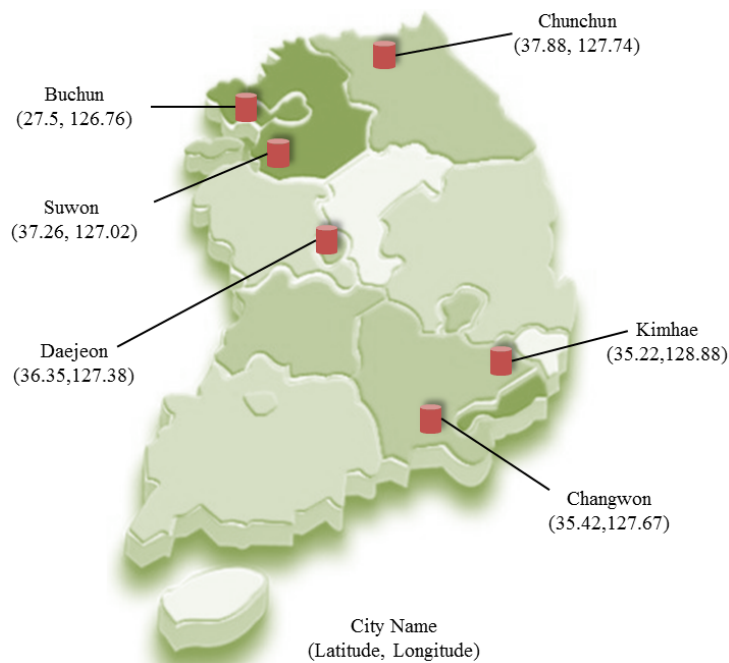 Chunchun
(37.88, 127.74)
Buchun
(27.5, 126.76)
Suwon
(37.26, 127.02)
Daejeon
(36.35,127.38)
Kimhae
(35.22,128.88)
Changwon
(35.42,127.67)
City Name
(Latitude, Longitude)